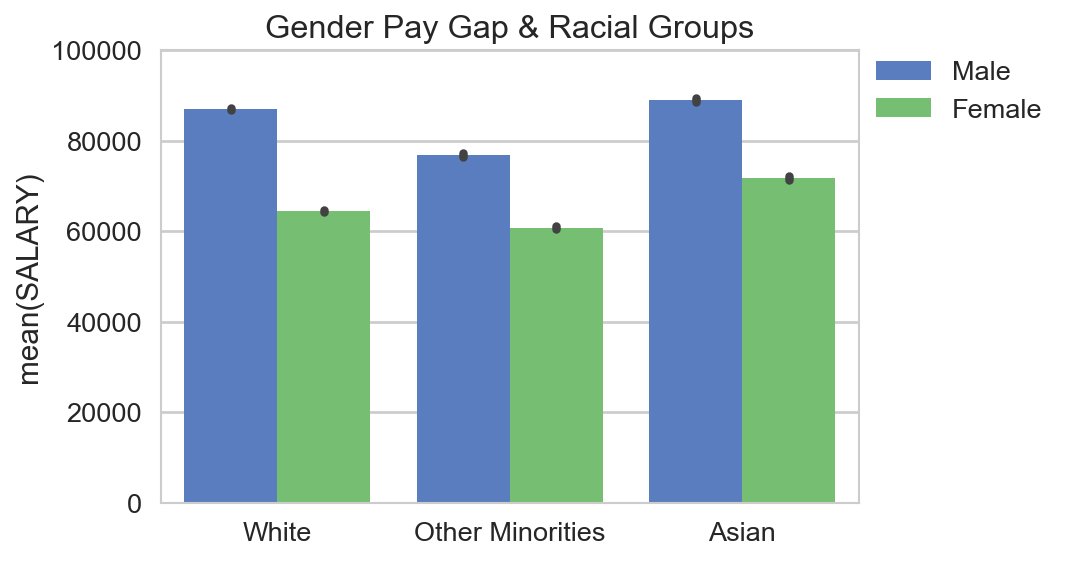 Gender Pay Gap & Racial Groups
100000
80000
60000
40000
20000
0
mean(SALARY)
White
Other Minorities
Asian
Male
Female